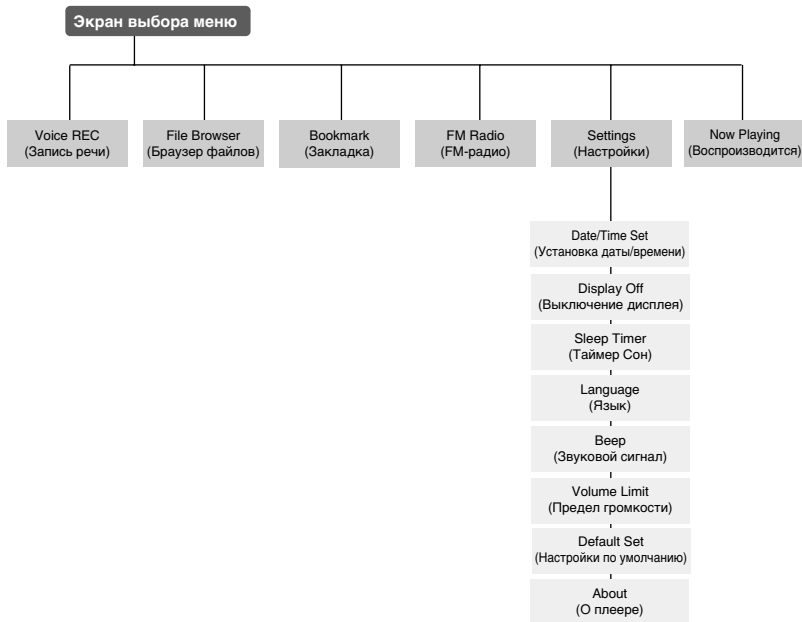 Экран выбора меню
Voice REC
(Запись речи)
File Browser
(Браузер файлов)
Bookmark
(Закладка)
FM Radio
(FM-радио)
Settings
(Настройки)
Now Playing
(Воспроизводится)
Date/Time Set
(Установка даты/времени)
Display Off
(Выключение дисплея)
Sleep Timer
(Таймер Сон)
Language
(Язык)
Beep
(Звуковой сигнал)
Volume Limit
(Предел громкости)
Default Set
(Настройки по умолчанию)
About
(О плеере)